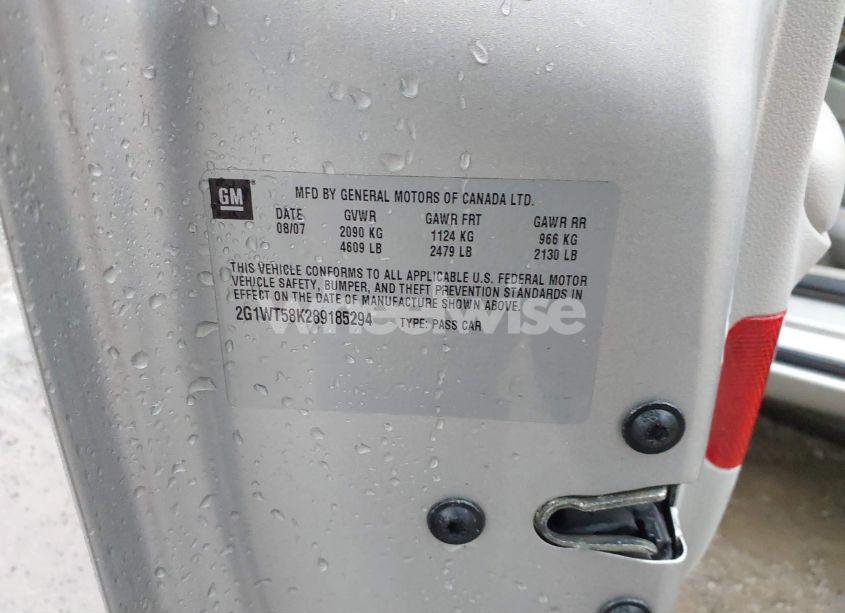 GM ® MFD BY GENERAL MOTORS OF CANADA LTD.
DATE GVWR GAWR FRT GAWR RR
08/07 2090 KG 1124 KG 966 KG
4609 LB 2479 LB 2130 LB
THIS VEHICLE CONFORMS TO ALL APPLICABLE U.S. FEDERAL MOTOR
VEHICLE SAFETY, BUMPER, AND THEFT PREVENTION STANDARDS IN
EFFECT ON THE DATE OF MANUFACTURE SHOWN ABOVE.
2G1WT58K289185294 TYPE: PASS CAR
wheelwise